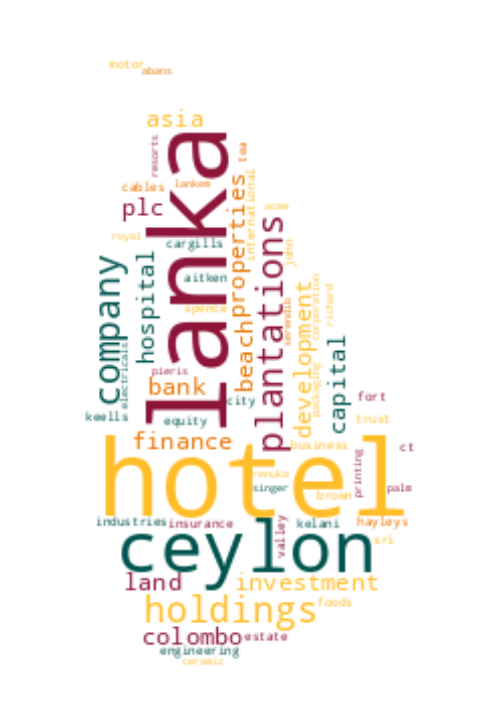 motor
abans
asia
resorts
lanka
tea
cables
lankem
plc
properties
international
acme
royal
cargills
plantations
john
company
hospital
aitken
spence
serendib
development
corporation
richard
electricals
pieris
bank
beach
packaging
capital
city
fort
keells
equity
trust
finance
business
ct
hotel
renuka
printing
singer
brown
palm
industries
insurance
valley
kelani
hayleys
ceylon
sri
land
investment
holdings
foods
colombo
estate
engineering
ceramic